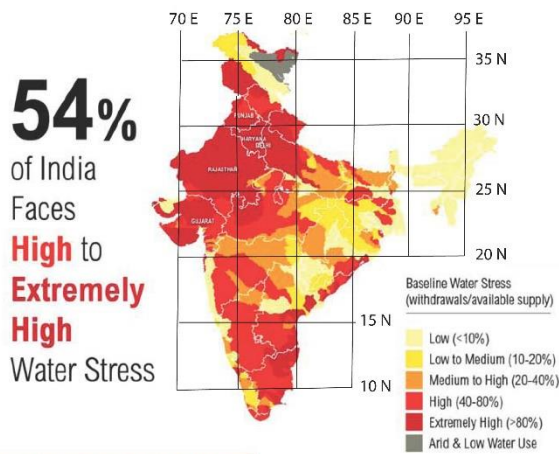 70 E 75 E 80 E 85 E 90 E 95 E
35 N
30 N
25 N
20 N
15 N
10 N
54%
of India
Faces
High to
Extremely
High
Water Stress
PUNJAB
HARYANA
DELHI
RAJASTHAN
GUJARAT
Baseline Water Stress
(withdrawals/available supply)
Low (<10%)
Low to Medium (10-20%)
Medium to High (20-40%)
High (40-80%)
Extremely High (>80%)
Arid & Low Water Use